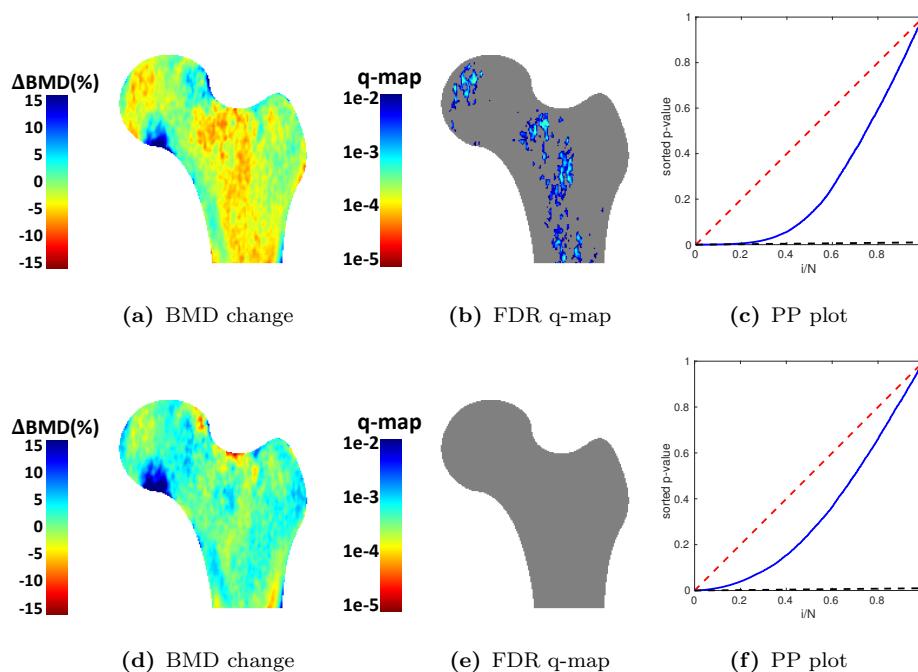 ΔBMD(%)
15
10
5
0
-5
-10
-15
q-map
1e-2
1e-3
1e-4
1e-5
1
0.8
0.6
0.4
0.2
0
sorted p-value
0 0.2 0.4 0.6 0.8
i/N
(a) BMD change
(b) FDR q-map
(c) PP plot
ΔBMD(%)
15
10
5
0
-5
-10
-15
q-map
1e-2
1e-3
1e-4
1e-5
1
0.8
0.6
0.4
0.2
0
sorted p-value
0 0.2 0.4 0.6 0.8
i/N
(d) BMD change
(e) FDR q-map
(f) PP plot